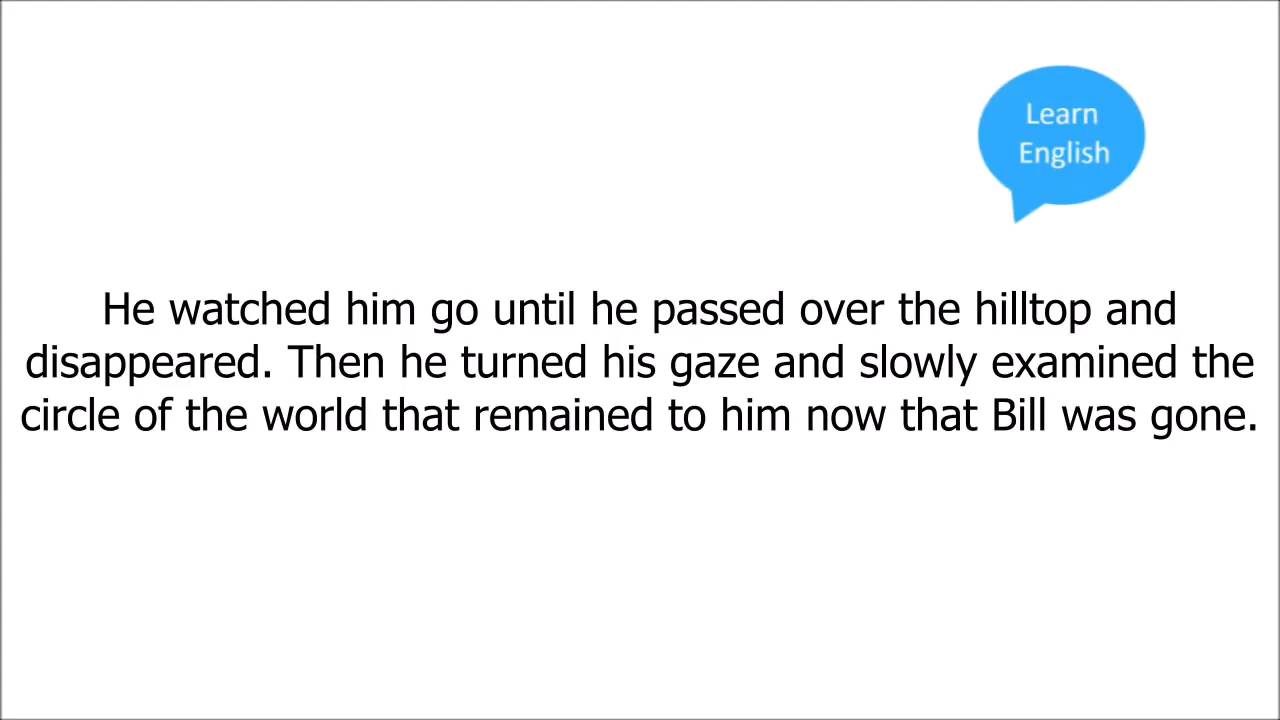 Learn
English
He watched him go until he passed over the hilltop and
disappeared. Then he turned his gaze and slowly examined the
circle of the world that remained to him now that Bill was gone.